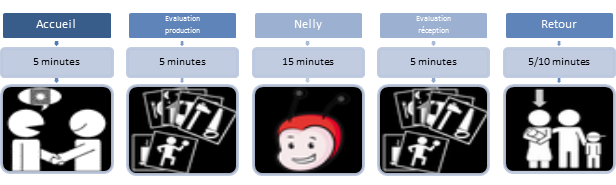 Accueil
Evaluation
production
Nelly
Evaluation
réception
Retour
5 minutes
5 minutes
15 minutes
5 minutes
5/10 minutes